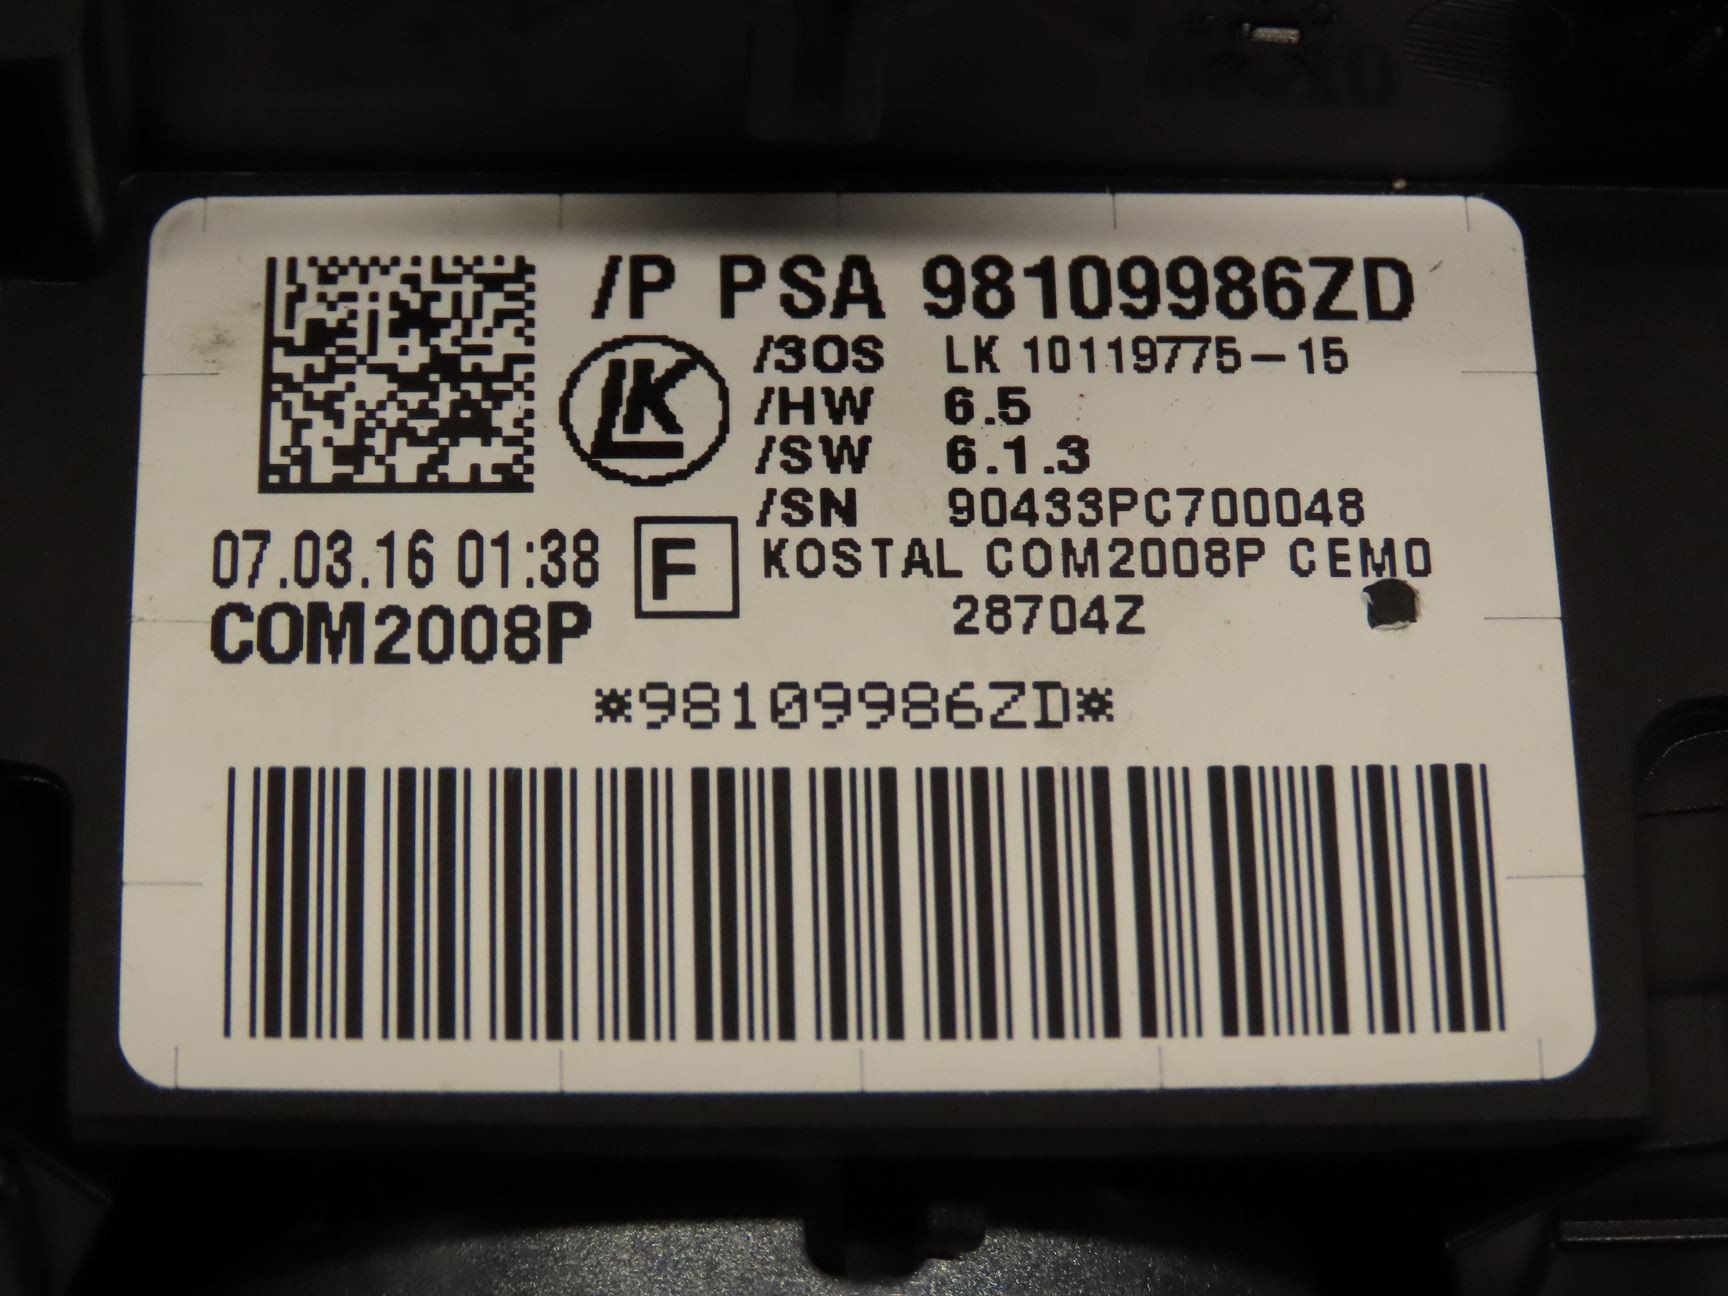 /P PSA 98109986ZD
LK
/3OS LK 10119775-15
/HW 6.5
/SW 6.1.3
/SN 90433PC700048
07.03.16 01:38
F
KOSTAL COM2008P CEM0
28704Z
COM2008P
*98109986ZD*